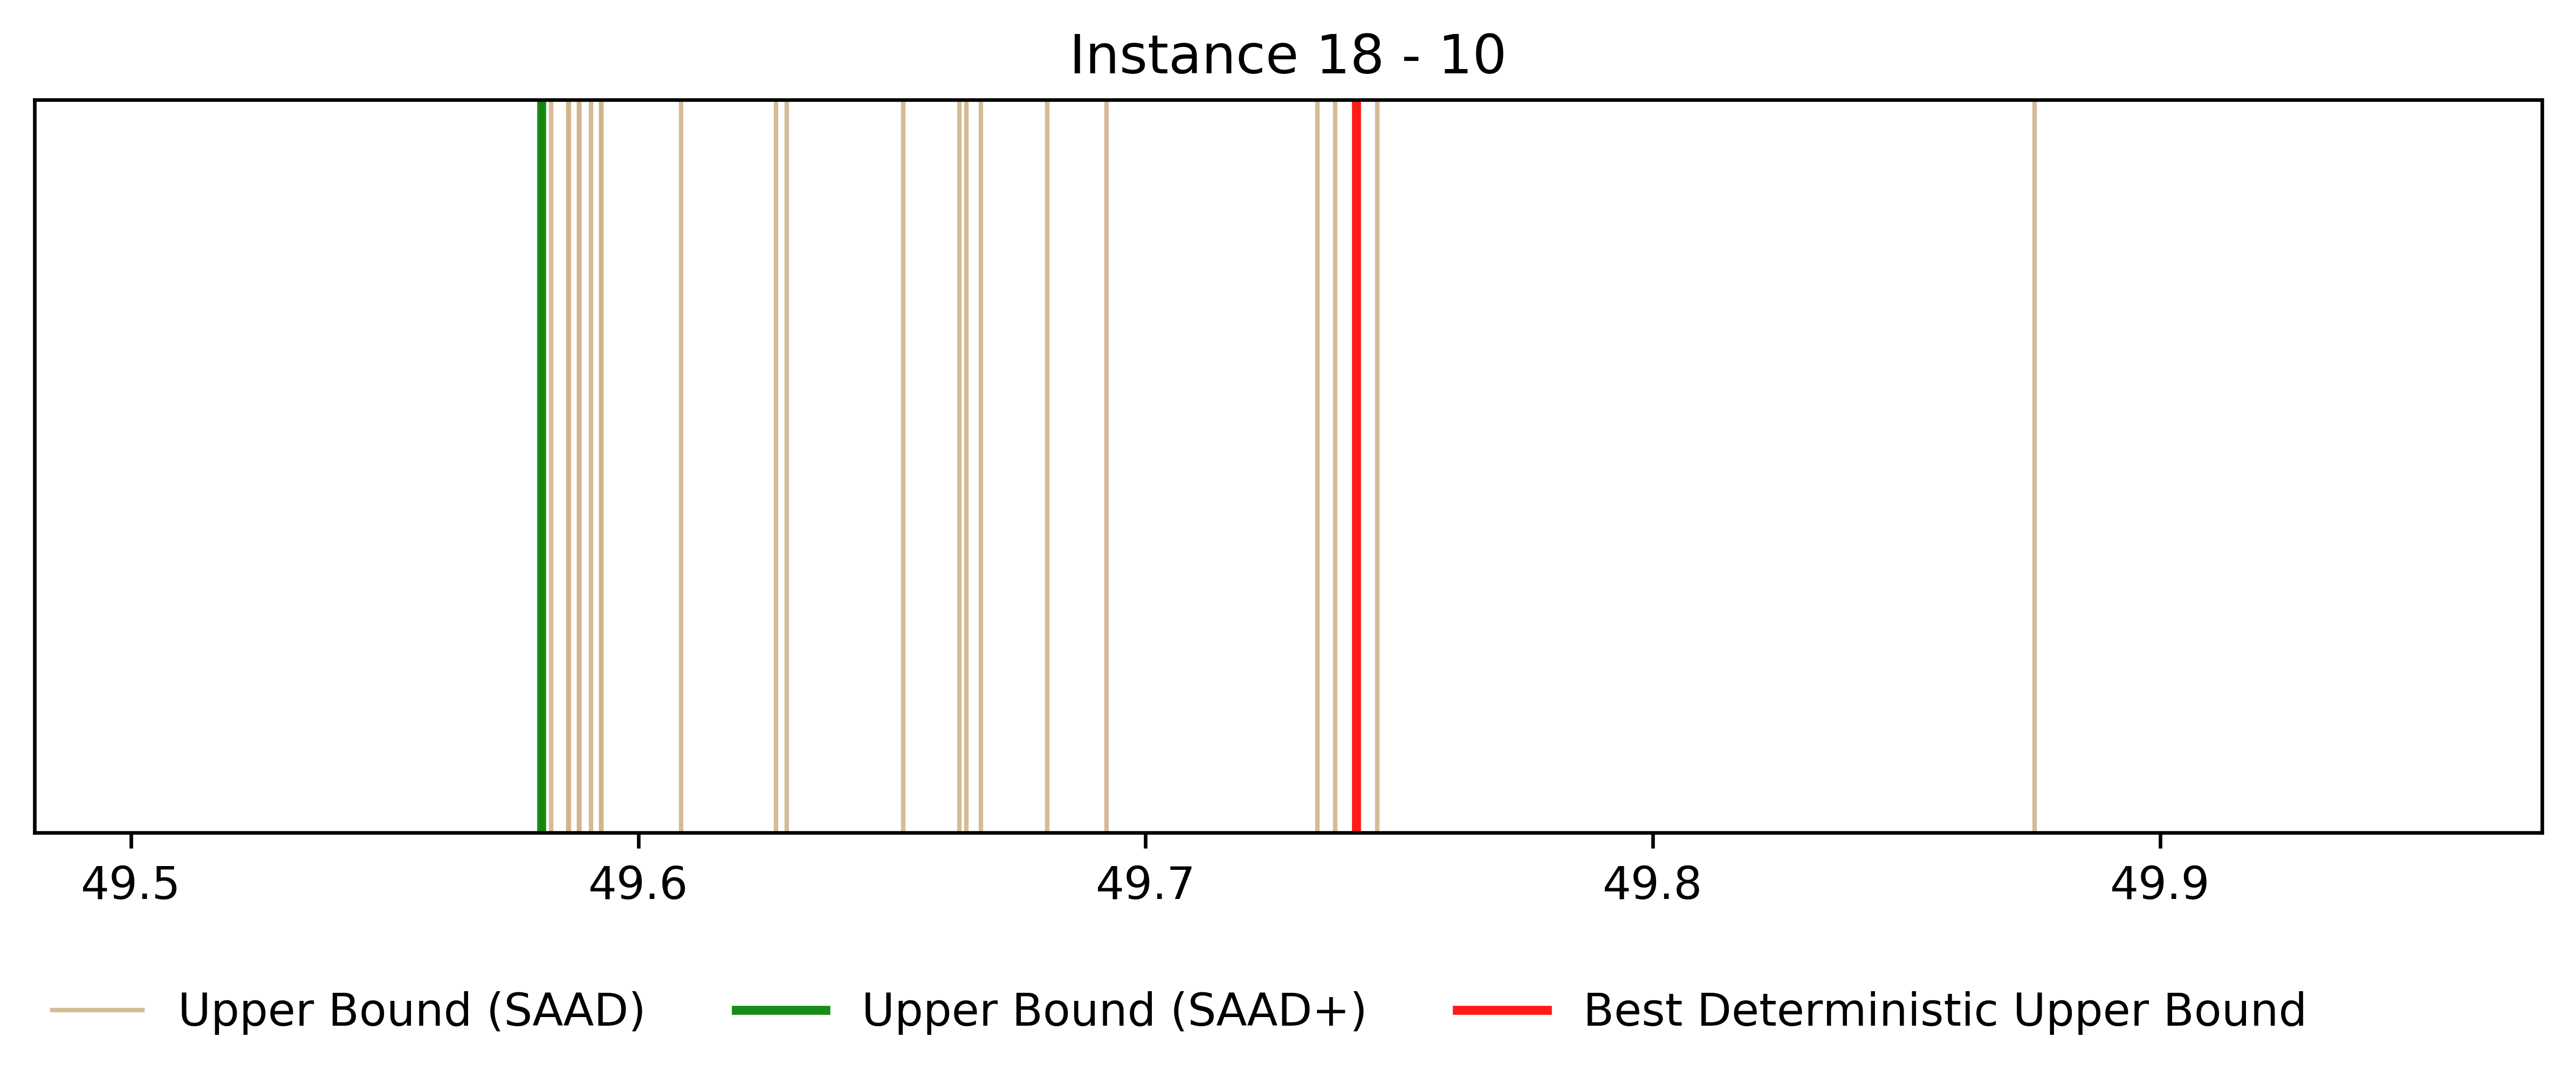 Instance 18 - 10
49.5 49.6 49.7 49.8 49.9
Upper Bound (SAAD) Upper Bound (SAAD+) Best Deterministic Upper Bound